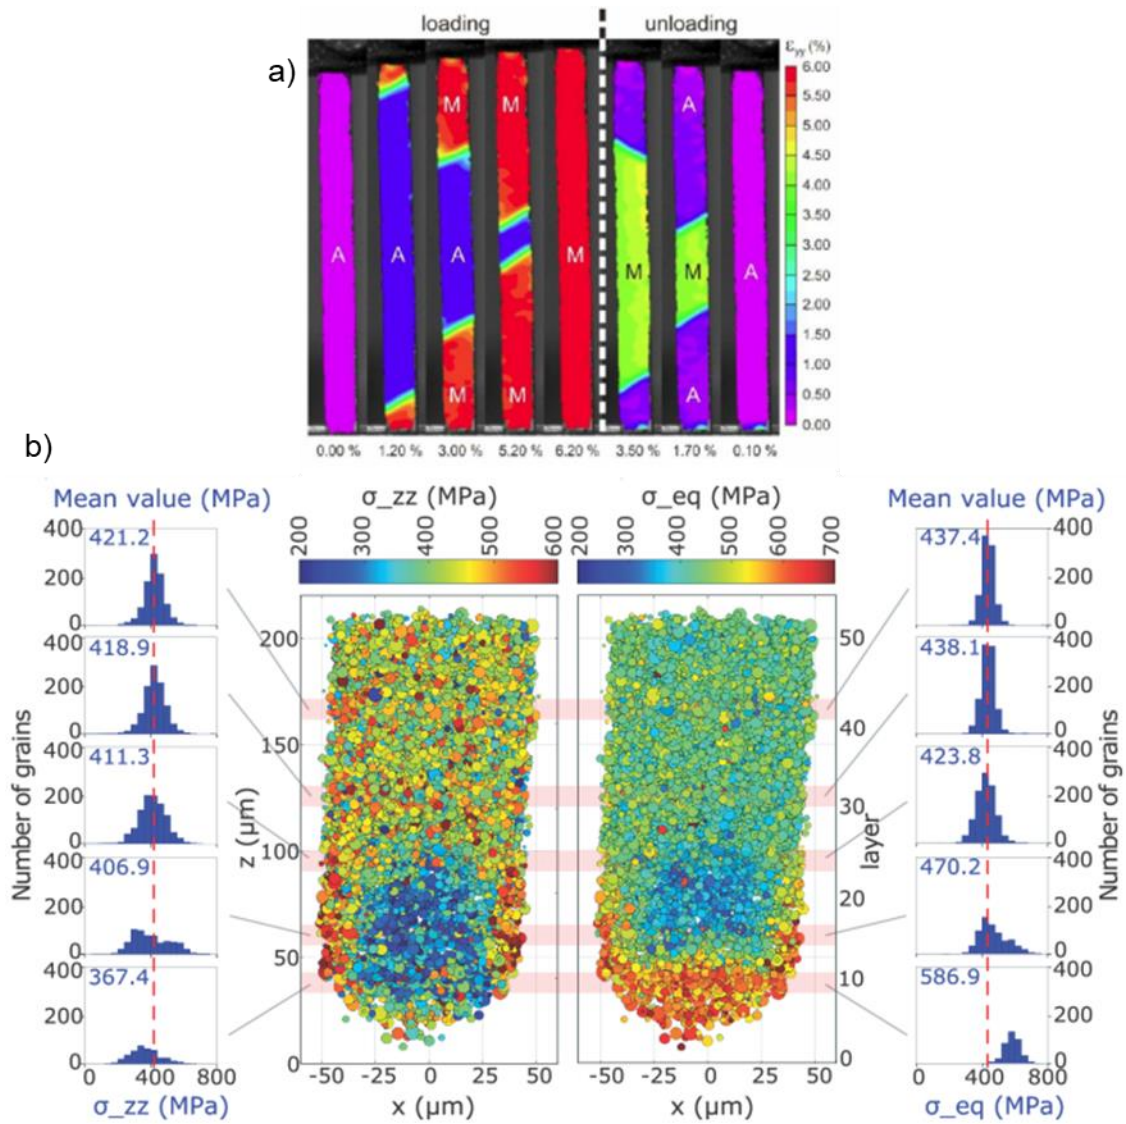 loading
unloading
a)
ε_yy (%)
6.00
5.50
5.00
4.50
4.00
3.50
3.00
2.50
2.00
1.50
1.00
0.50
0.00
M M
A
A A A M M M A
M M A
0.00 % 1.20 % 3.00 % 5.20 % 6.20 % 3.50 % 1.70 % 0.10 %
b)
Mean value (MPa)
σ_zz (MPa)
σ_eq (MPa)
Mean value (MPa)
200 300 400 500 600
200 300 400 500 600 700
400
200
0
421.2
400
200
0
418.9
400
200
0
411.3
400
200
0
406.9
400
200
0
367.4
0 400 800
σ_zz (MPa)
Number of grains
z (µm)
200
150
100
50
0
-50 -25 0 25 50
x (µm)
-50 -25 0 25 50
x (µm)
50
40
30
20
10
0
layer
437.4
400
200
0
438.1
400
200
0
423.8
400
200
0
470.2
400
200
0
586.9
400
200
0
0 400 800
σ_eq (MPa)
Number of grains